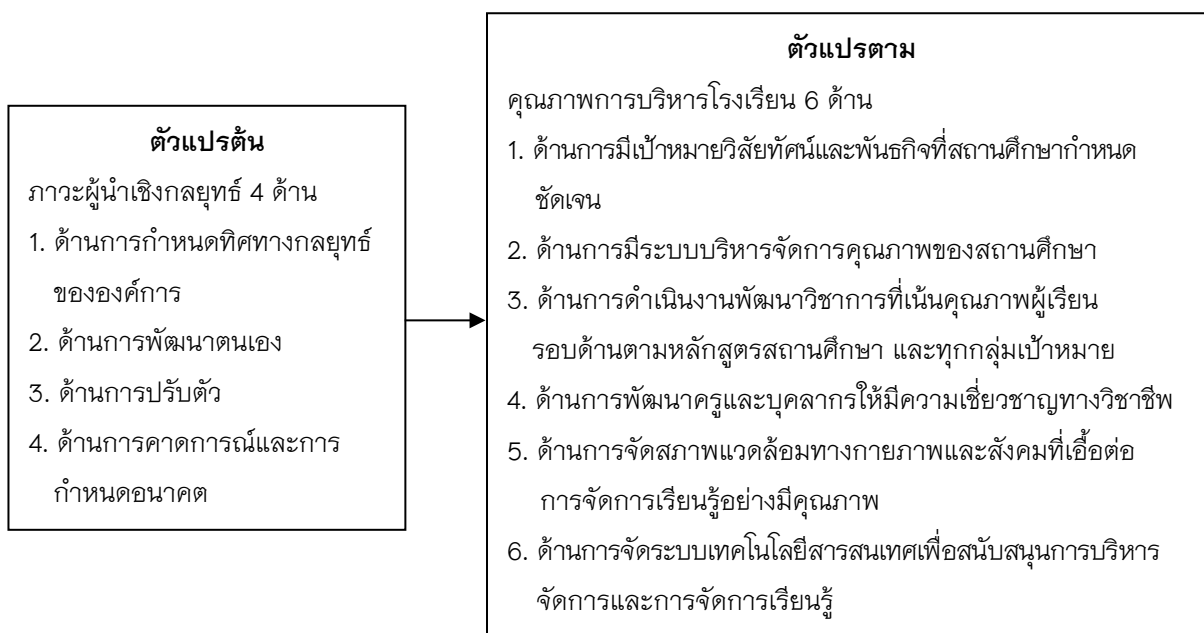 ตัวแปรต้น
ภาวะผู้นำเชิงกลยุทธ์ 4 ด้าน
1. ด้านการกำหนดทิศทางกลยุทธ์
ขององค์การ
2. ด้านการพัฒนาตนเอง
3. ด้านการปรับตัว
4. ด้านการคาดการณ์และการ
กำหนดอนาคต
ตัวแปรตาม
คุณภาพการบริหารโรงเรียน 6 ด้าน
1. ด้านการมีเป้าหมายวิสัยทัศน์และพันธกิจที่สถานศึกษากำหนด
ชัดเจน
2. ด้านการมีระบบบริหารจัดการคุณภาพของสถานศึกษา
3. ด้านการดำเนินงานพัฒนาวิชาการที่เน้นคุณภาพผู้เรียน
รอบด้านตามหลักสูตรสถานศึกษา และทุกกลุ่มเป้าหมาย
4. ด้านการพัฒนาครูและบุคลากรให้มีความเชี่ยวชาญทางวิชาชีพ
5. ด้านการจัดสภาพแวดล้อมทางกายภาพและสังคมที่เอื้อต่อ
การจัดการเรียนรู้อย่างมีคุณภาพ
6. ด้านการจัดระบบเทคโนโลยีสารสนเทศเพื่อสนับสนุนการบริหาร
จัดการและการจัดการเรียนรู้